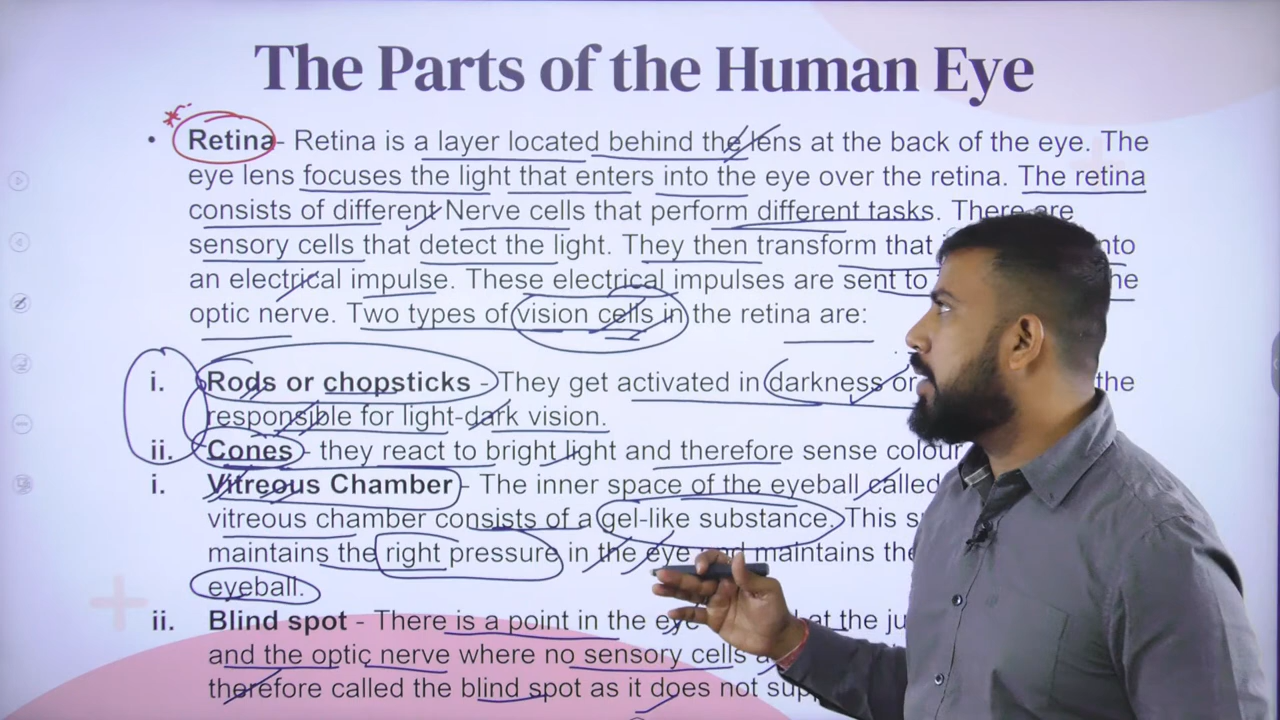 The Parts of the Human Eye
• Retina- Retina is a layer located behind the lens at the back of the eye. The
eye lens focuses the light that enters into the eye over the retina. The retina
consists of different Nerve cells that perform different tasks. There are
sensory cells that detect the light. They then transform that
an electrical impulse. These electrical impulses are sent to
optic nerve. Two types of vision cells in the retina are:
i. Rods or chopsticks - They get activated in darkness or the
responsible for light-dark vision.
ii. Cones - they react to bright light and therefore sense colour
i. Vitreous Chamber - The inner space of the eyeball called
vitreous chamber consists of a gel-like substance. This
maintains the right pressure in the eye and maintains the
eyeball.
ii. Blind spot - There is a point in the eye at the
and the optic nerve where no sensory cells
therefore called the blind spot as it does not